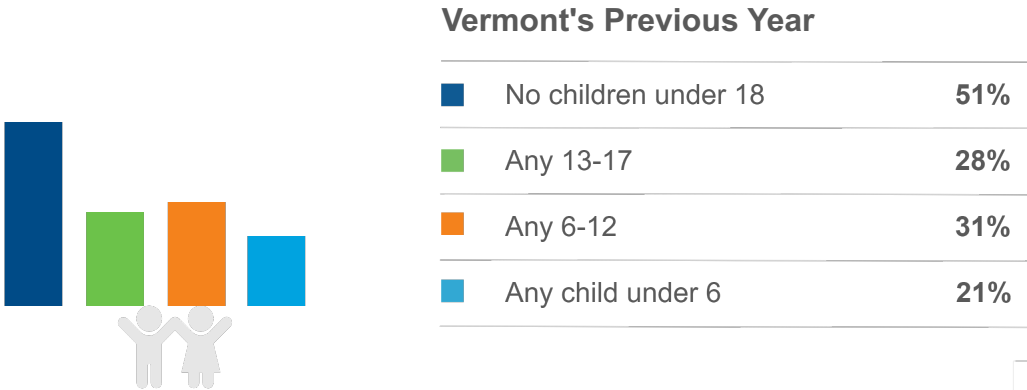 Vermont's Previous Year
No children under 18 51%
Any 13-17 28%
Any 6-12 31%
Any child under 6 21%